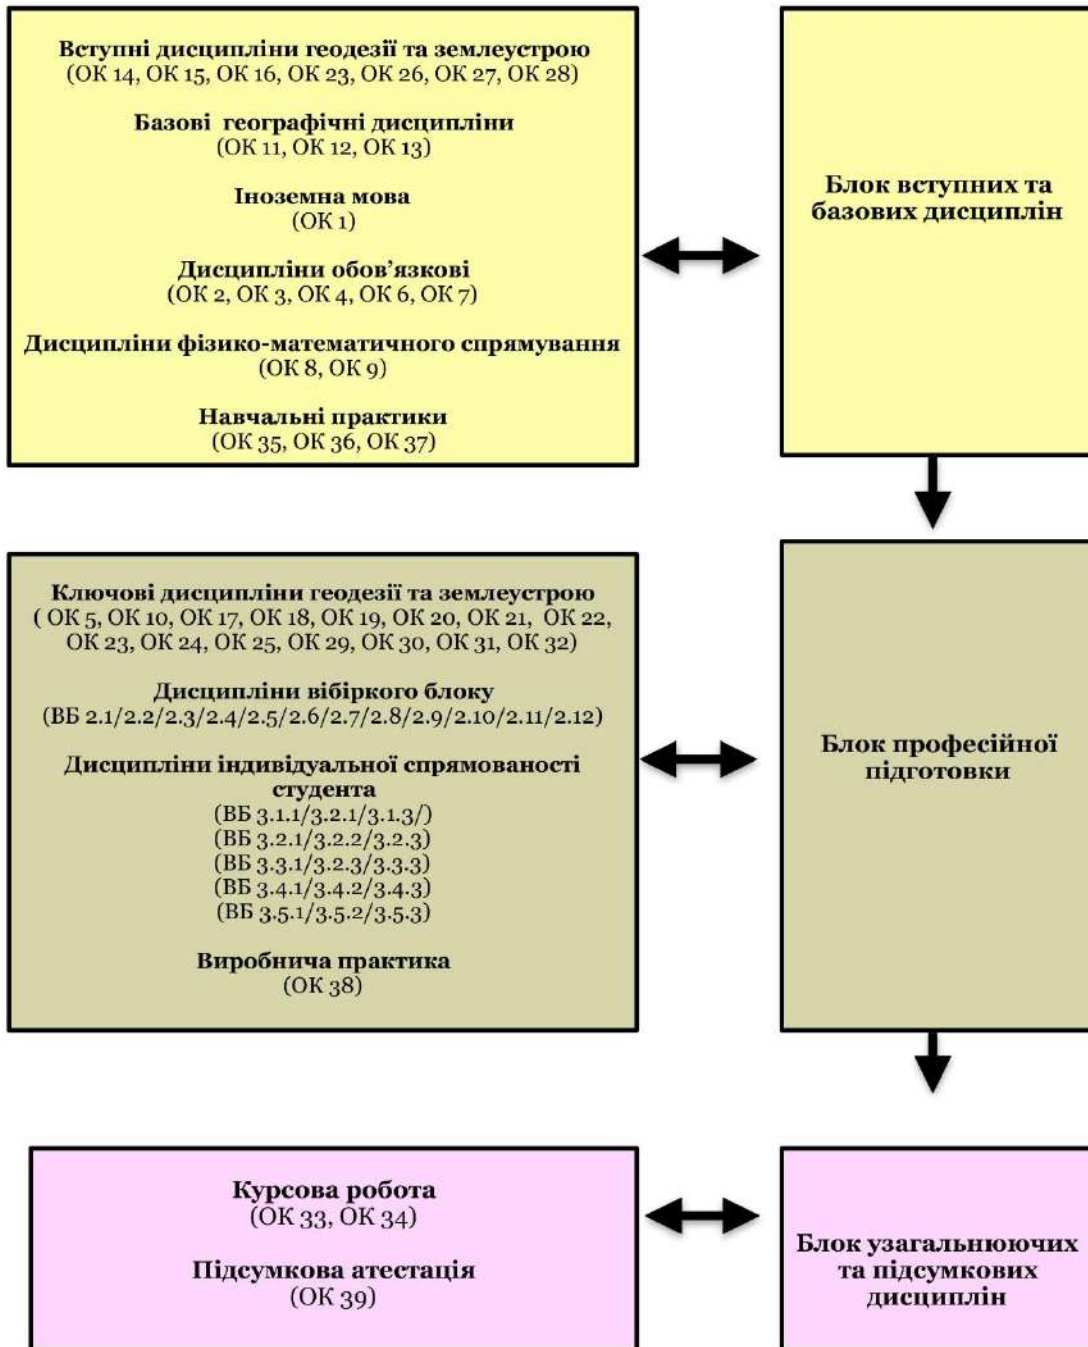 Вступні дисципліни геодезії та землеустрою
(ОК 14, ОК 15, ОК 16, ОК 23, ОК 26, ОК 27, ОК 28)
Базові географічні дисципліни
(ОК 11, ОК 12, ОК 13)
Іноземна мова
(ОК 1)
Дисципліни обов’язкові
(ОК 2, ОК 3, ОК 4, ОК 6, ОК 7)
Дисципліни фізико-математичного спрямування
(ОК 8, ОК 9)
Навчальні практики
(ОК 35, ОК 36, ОК 37)
Блок вступних та
базових дисциплін
Ключові дисципліни геодезії та землеустрою
( ОК 5, ОК 10, ОК 17, ОК 18, ОК 19, ОК 20, ОК 21, ОК 22,
ОК 23, ОК 24, ОК 25, ОК 29, ОК 30, ОК 31, ОК 32)
Дисципліни вібіркого блоку
(ВБ 2.1/2.2/2.3/2.4/2.5/2.6/2.7/2.8/2.9/2.10/2.11/2.12)
Дисципліни індивідуальної спрямованості
студента
(ВБ 3.1.1/3.2.1/3.1.3/)
(ВБ 3.2.1/3.2.2/3.2.3)
(ВБ 3.3.1/3.2.3/3.3.3)
(ВБ 3.4.1/3.4.2/3.4.3)
(ВБ 3.5.1/3.5.2/3.5.3)
Виробнича практика
(ОК 38)
Блок професійної
підготовки
Курсова робота
(ОК 33, ОК 34)
Підсумкова атестація
(ОК 39)
Блок узагальнюючих
та підсумкових
дисциплін